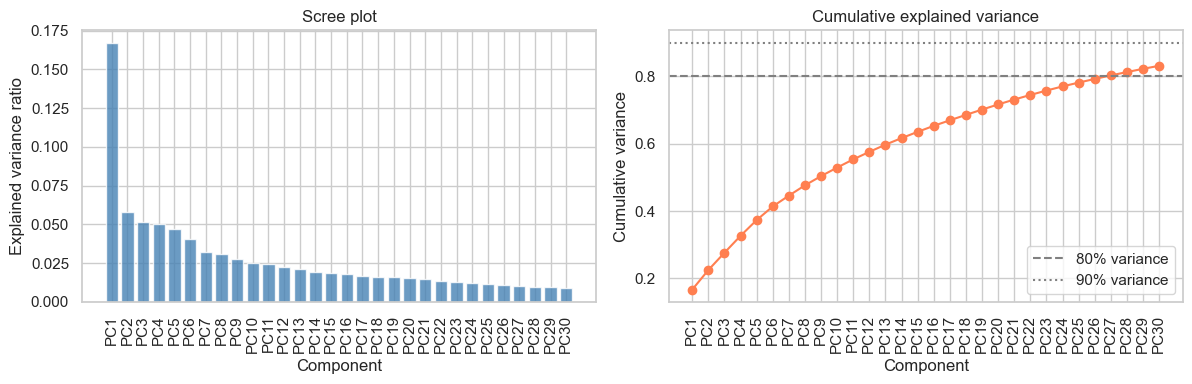 Scree plot
Explained variance ratio
0.175
0.150
0.125
0.100
0.075
0.050
0.025
0.000
PC1
PC2
PC3
PC4
PC5
PC6
PC7
PC8
PC9
PC10
PC11
PC12
PC13
PC14
PC15
PC16
PC17
PC18
PC19
PC20
PC21
PC22
PC23
PC24
PC25
PC26
PC27
PC28
PC29
PC30
Component
Cumulative explained variance
Cumulative variance
0.8
0.6
0.4
0.2
80% variance
90% variance
PC1
PC2
PC3
PC4
PC5
PC6
PC7
PC8
PC9
PC10
PC11
PC12
PC13
PC14
PC15
PC16
PC17
PC18
PC19
PC20
PC21
PC22
PC23
PC24
PC25
PC26
PC27
PC28
PC29
PC30
Component